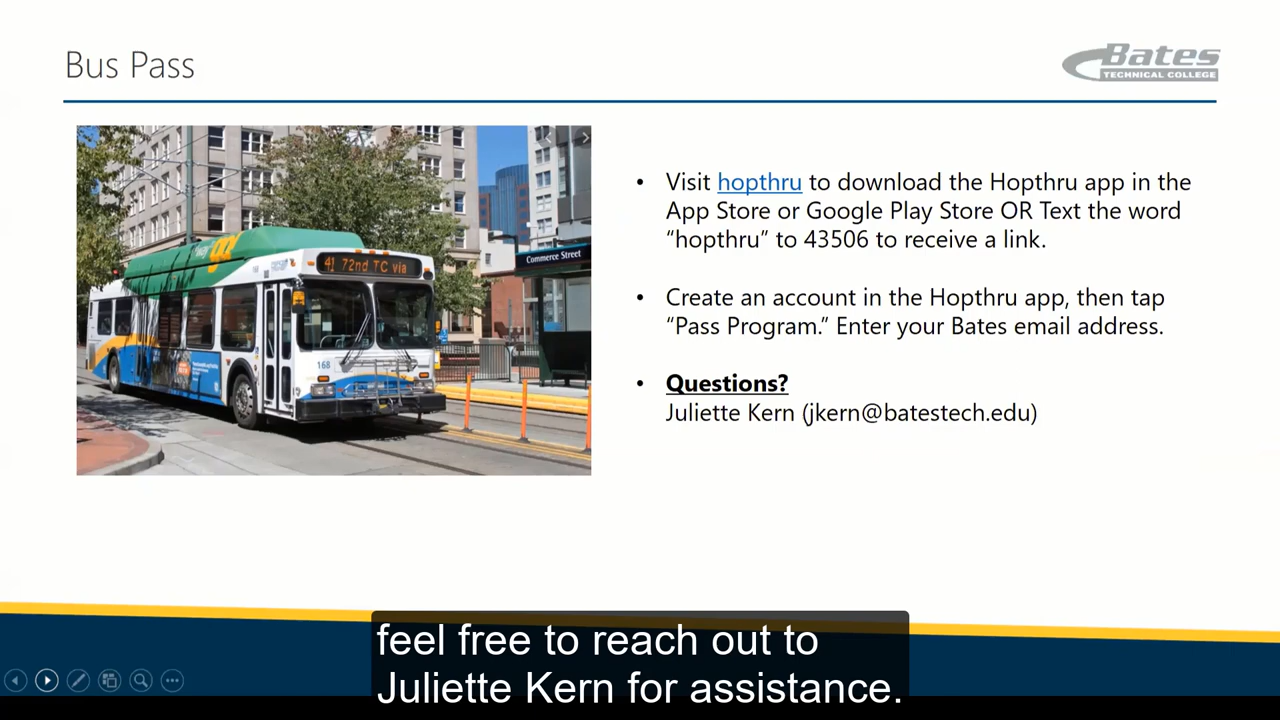 Bus Pass
Bates
TECHNICAL COLLEGE
41 72nd TC via
Commerce Street
168
• Visit hopthru to download the Hopthru app in the
App Store or Google Play Store OR Text the word
“hopthru” to 43506 to receive a link.
• Create an account in the Hopthru app, then tap
“Pass Program.” Enter your Bates email address.
• Questions?
Juliette Kern (jkern@batestech.edu)
feel free to reach out to
Juliette Kern for assistance.